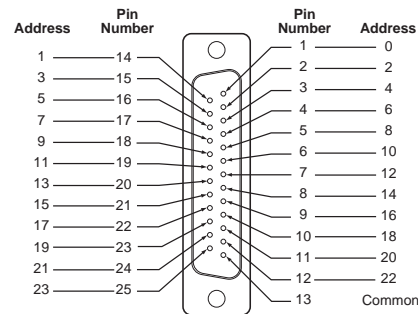 Address Pin Number Pin Number Address
1 14 1 0
3 15 2 2
5 16 3 4
7 17 4 6
9 18 5 8
11 19 6 10
13 20 7 12
15 21 8 14
17 22 9 16
19 23 10 18
21 24 11 20
23 25 12 22
13 Common